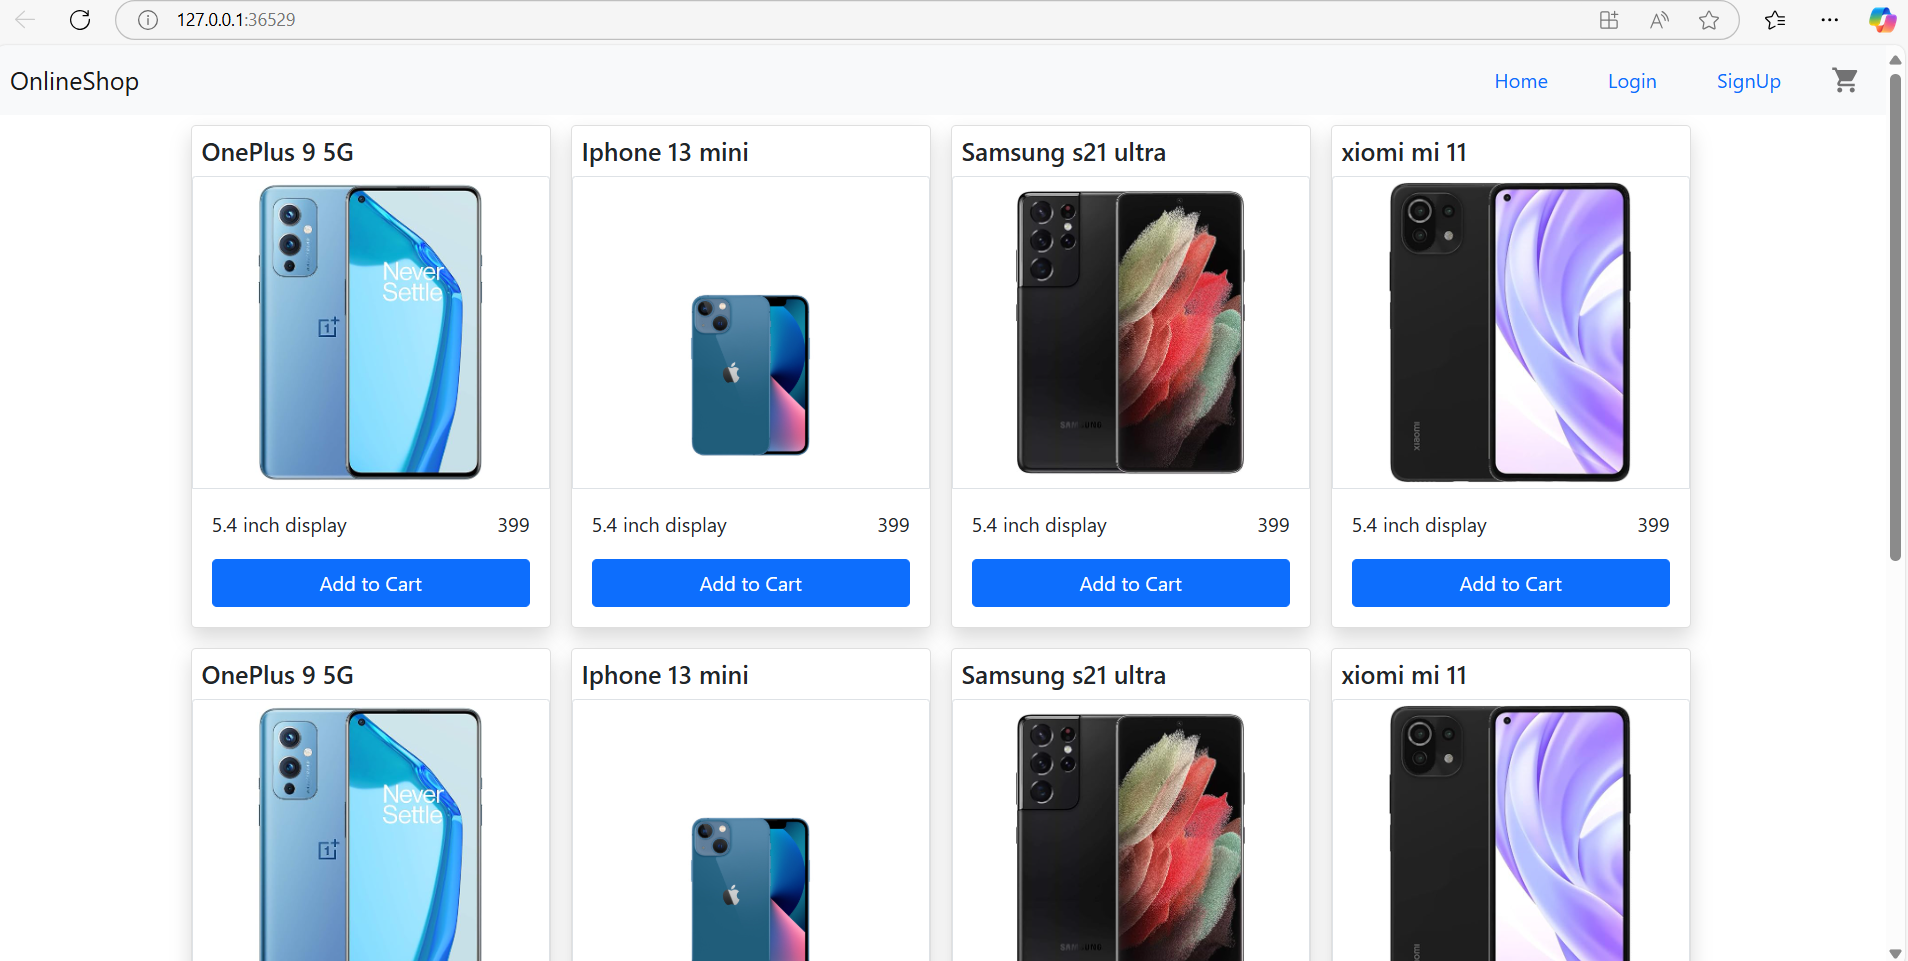 127.0.0.1:36529
OnlineShop Home Login SignUp
OnePlus 9 5G Iphone 13 mini Samsung s21 ultra xiomi mi 11
Never
Settle
SAMSUNG
xiaomi
5.4 inch display 399 5.4 inch display 399 5.4 inch display 399 5.4 inch display 399
Add to Cart Add to Cart Add to Cart Add to Cart
OnePlus 9 5G Iphone 13 mini Samsung s21 ultra xiomi mi 11
Never
Settle
SAMSUNG